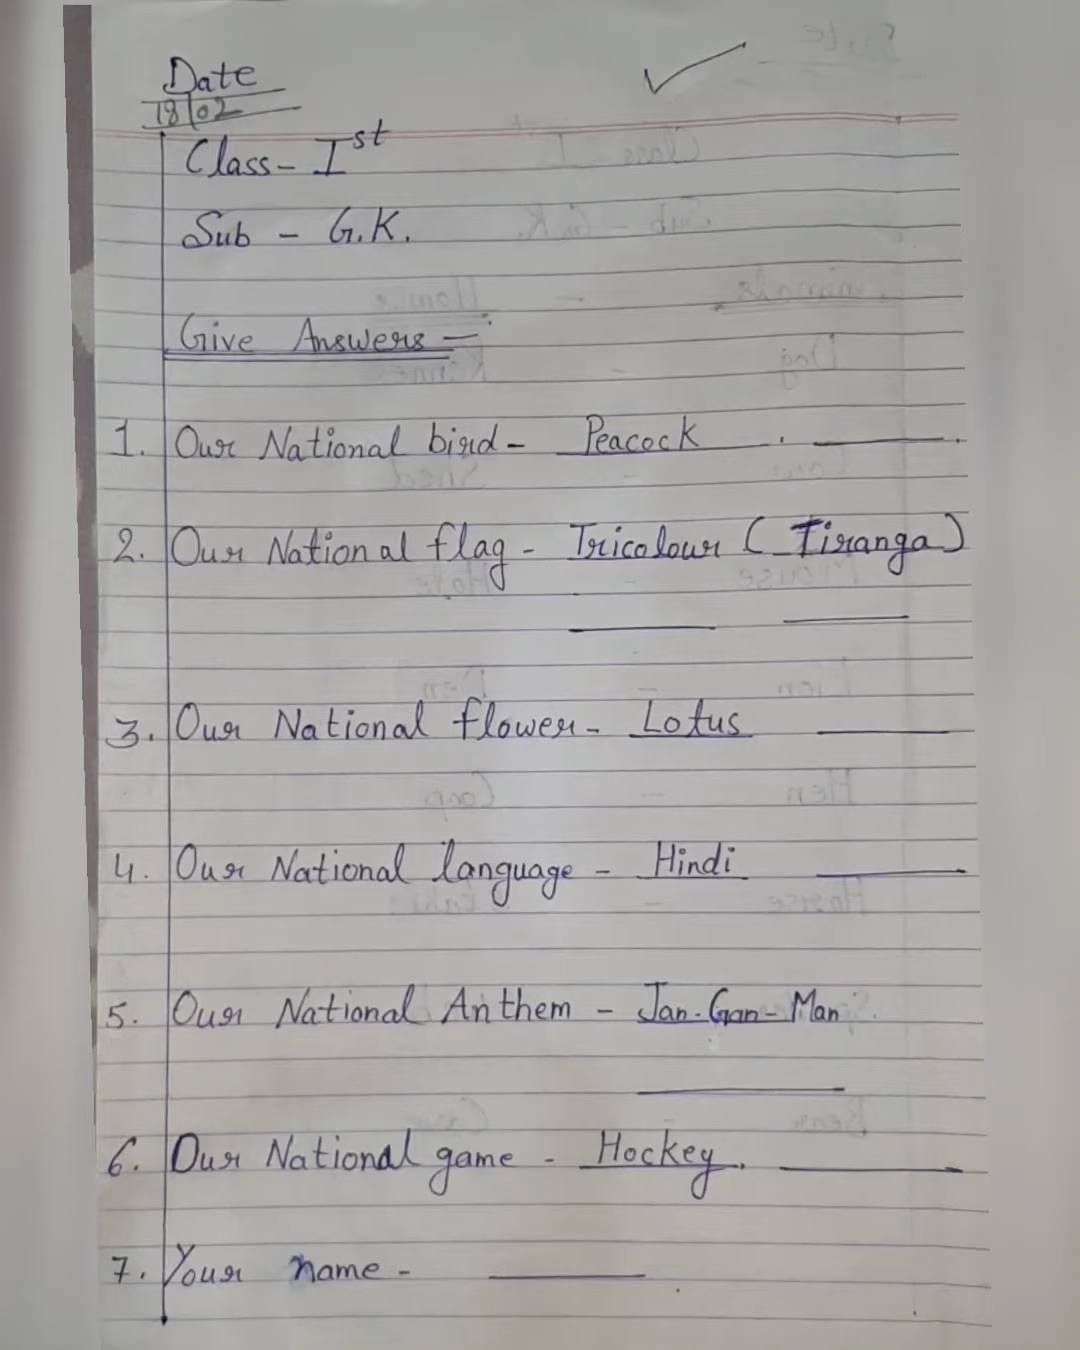 Date
18/02
Class- Ist
Sub - G.K.
Give Answers -
1. Our National bird- Peacock
2. Our National flag - Tricolour ( Tiranga )
3. Our National flower- Lotus
4. Our National language - Hindi
5. Our National Anthem - Jan-Gan-Man
6. Our National game - Hockey.
7. Your name -